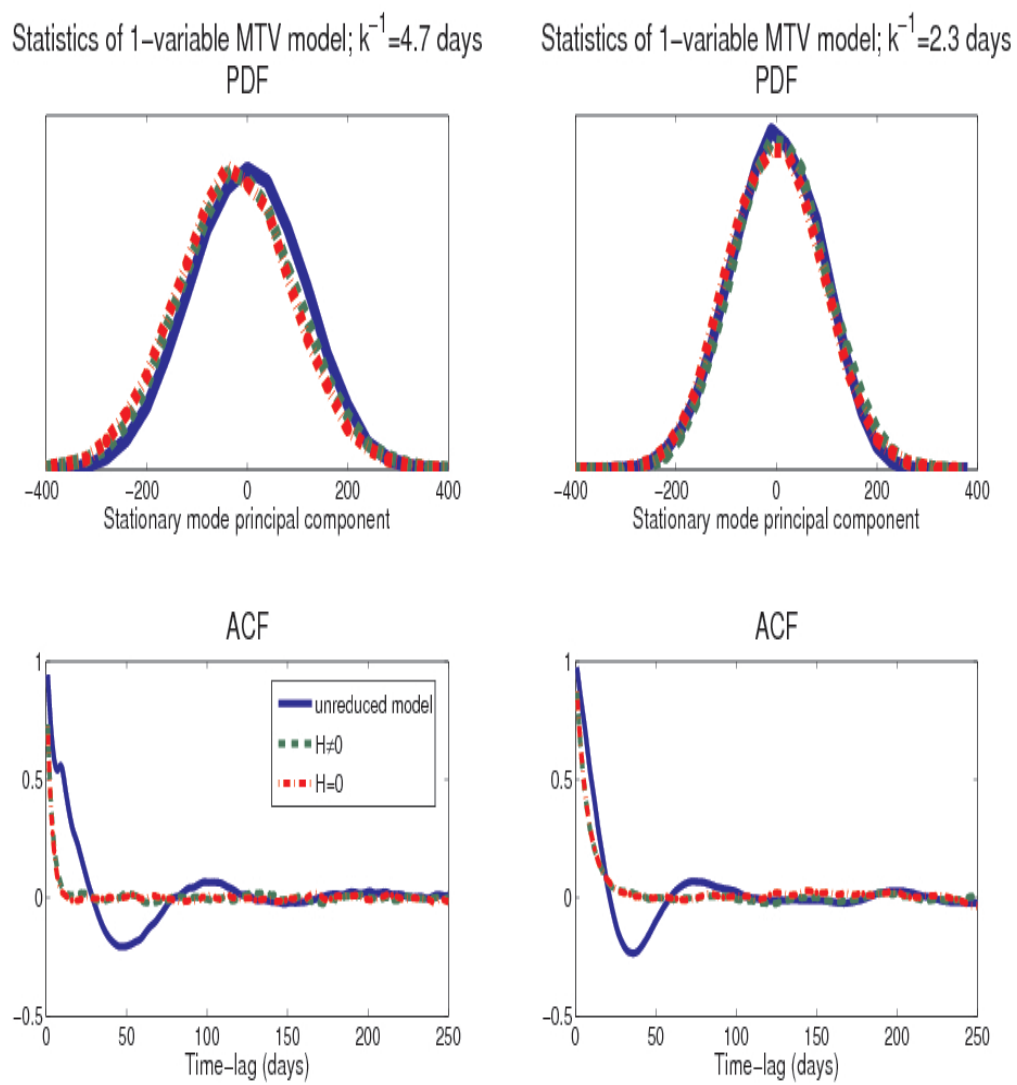 Statistics of 1−variable MTV model; k⁻¹=4.7 days
PDF
−400 −200 0 200 400
Stationary mode principal component
Statistics of 1−variable MTV model; k⁻¹=2.3 days
PDF
−400 −200 0 200 400
Stationary mode principal component
ACF
1
0.5
0
−0.5
unreduced model
H≠0
H=0
0 50 100 150 200 250
Time−lag (days)
ACF
1
0.5
0
−0.5
0 50 100 150 200 250
Time−lag (days)